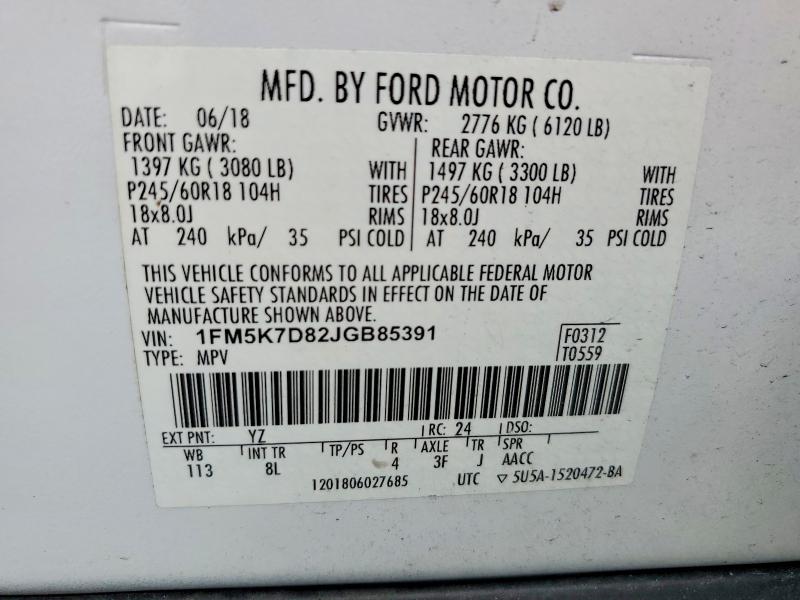 MFD. BY FORD MOTOR CO.
DATE: 06/18 GVWR: 2776 KG ( 6120 LB)
FRONT GAWR: REAR GAWR:
1397 KG ( 3080 LB) WITH 1497 KG ( 3300 LB) WITH
P245/60R18 104H TIRES P245/60R18 104H TIRES
18x8.0J RIMS 18x8.0J RIMS
AT 240 kPa/ 35 PSI COLD AT 240 kPa/ 35 PSI COLD
THIS VEHICLE CONFORMS TO ALL APPLICABLE FEDERAL MOTOR
VEHICLE SAFETY STANDARDS IN EFFECT ON THE DATE OF
MANUFACTURE SHOWN ABOVE.
VIN: 1FM5K7D82JGB85391 F0312
TYPE: MPV T0559
EXT PNT: YZ RC: 24 DSO:
WB INT TR TP/PS R AXLE TR SPR
113 8L 4 3F J AACC
1201806027685 UTC ▽ 5U5A-1520472-BA